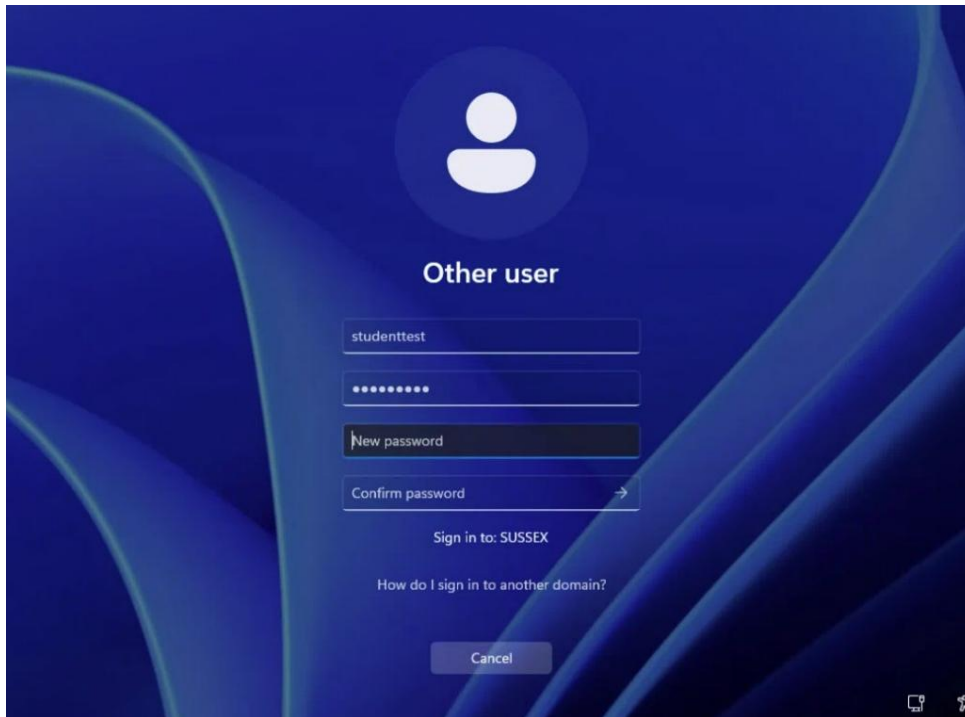 Other user
studenttest
•••••••••
New password
Confirm password
Sign in to: SUSSEX
How do I sign in to another domain?
Cancel